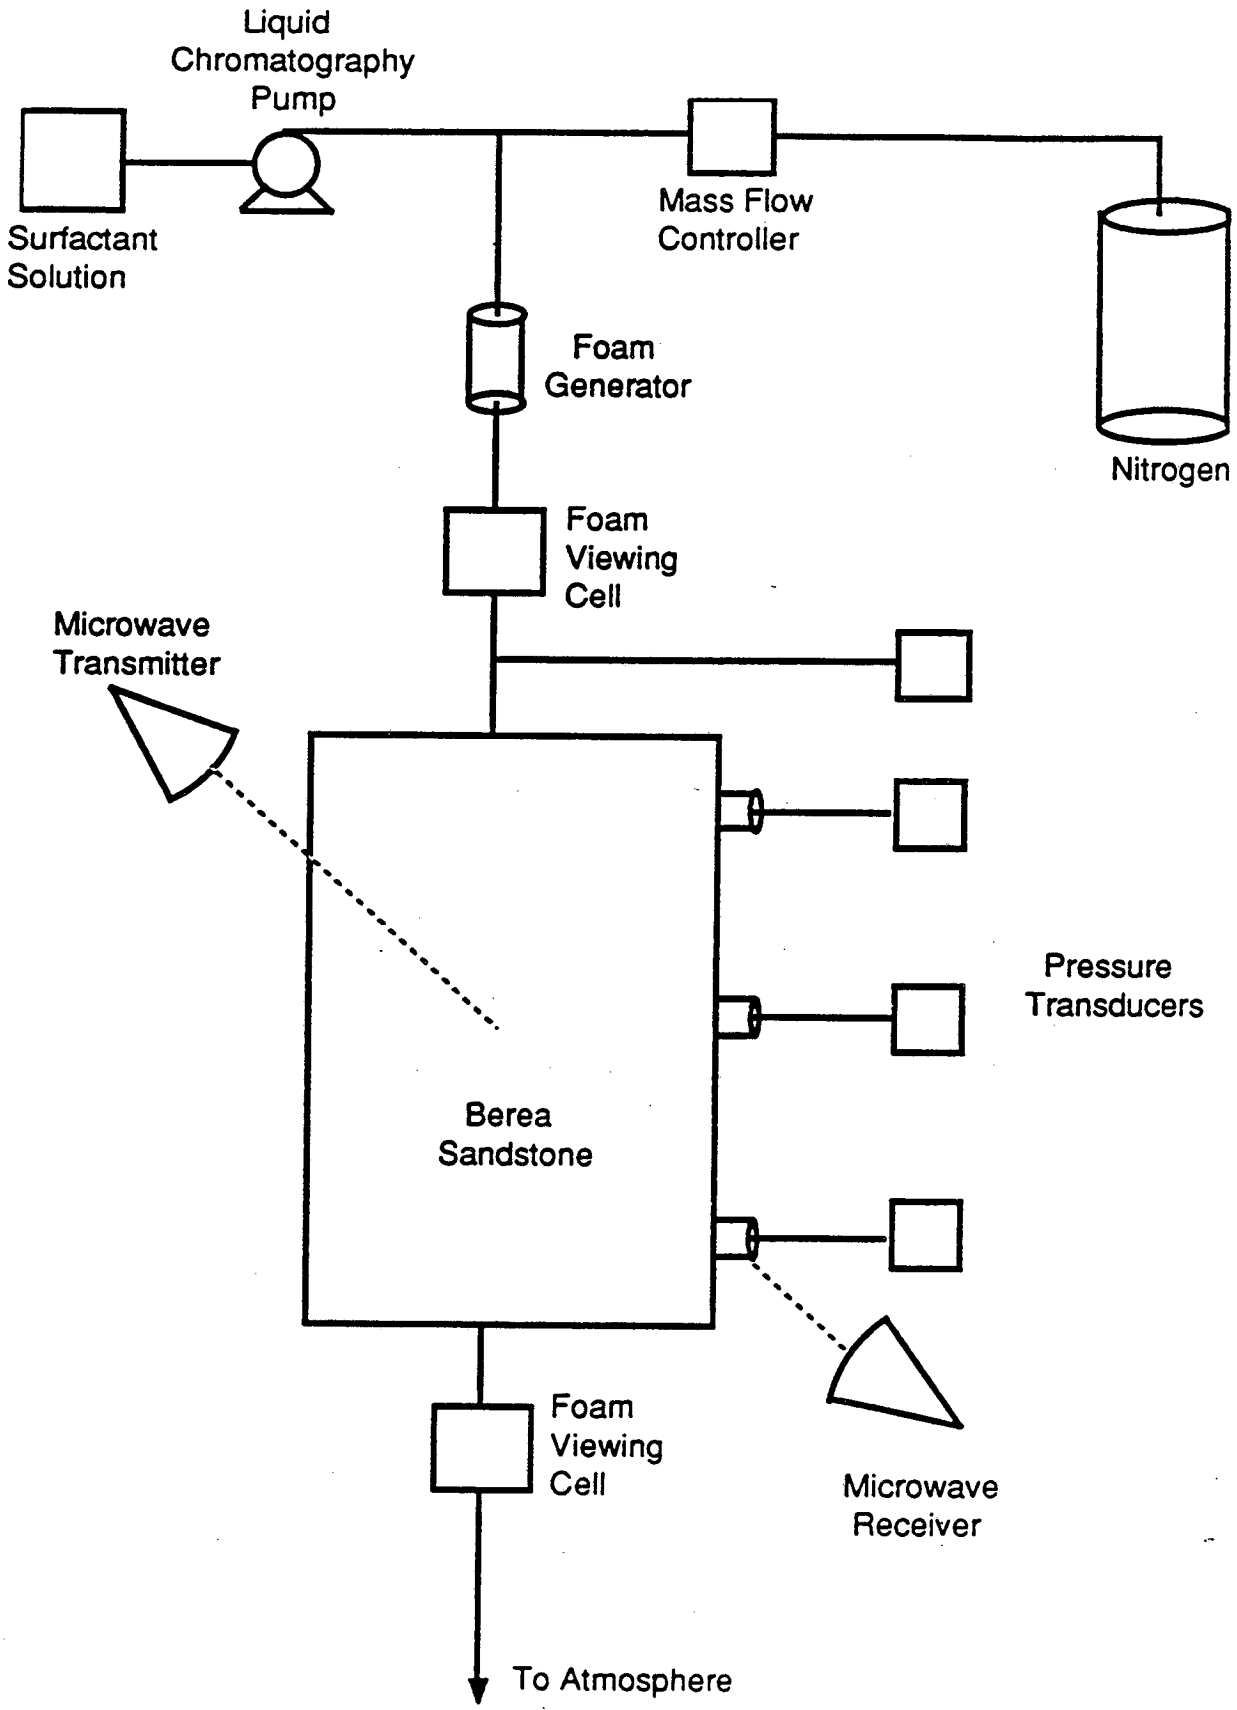 Liquid
Chromatography
Pump
Surfactant
Solution
Mass Flow
Controller
Nitrogen
Foam
Generator
Foam
Viewing
Cell
Microwave
Transmitter
Pressure
Transducers
Berea
Sandstone
Foam
Viewing
Cell
Microwave
Receiver
To Atmosphere